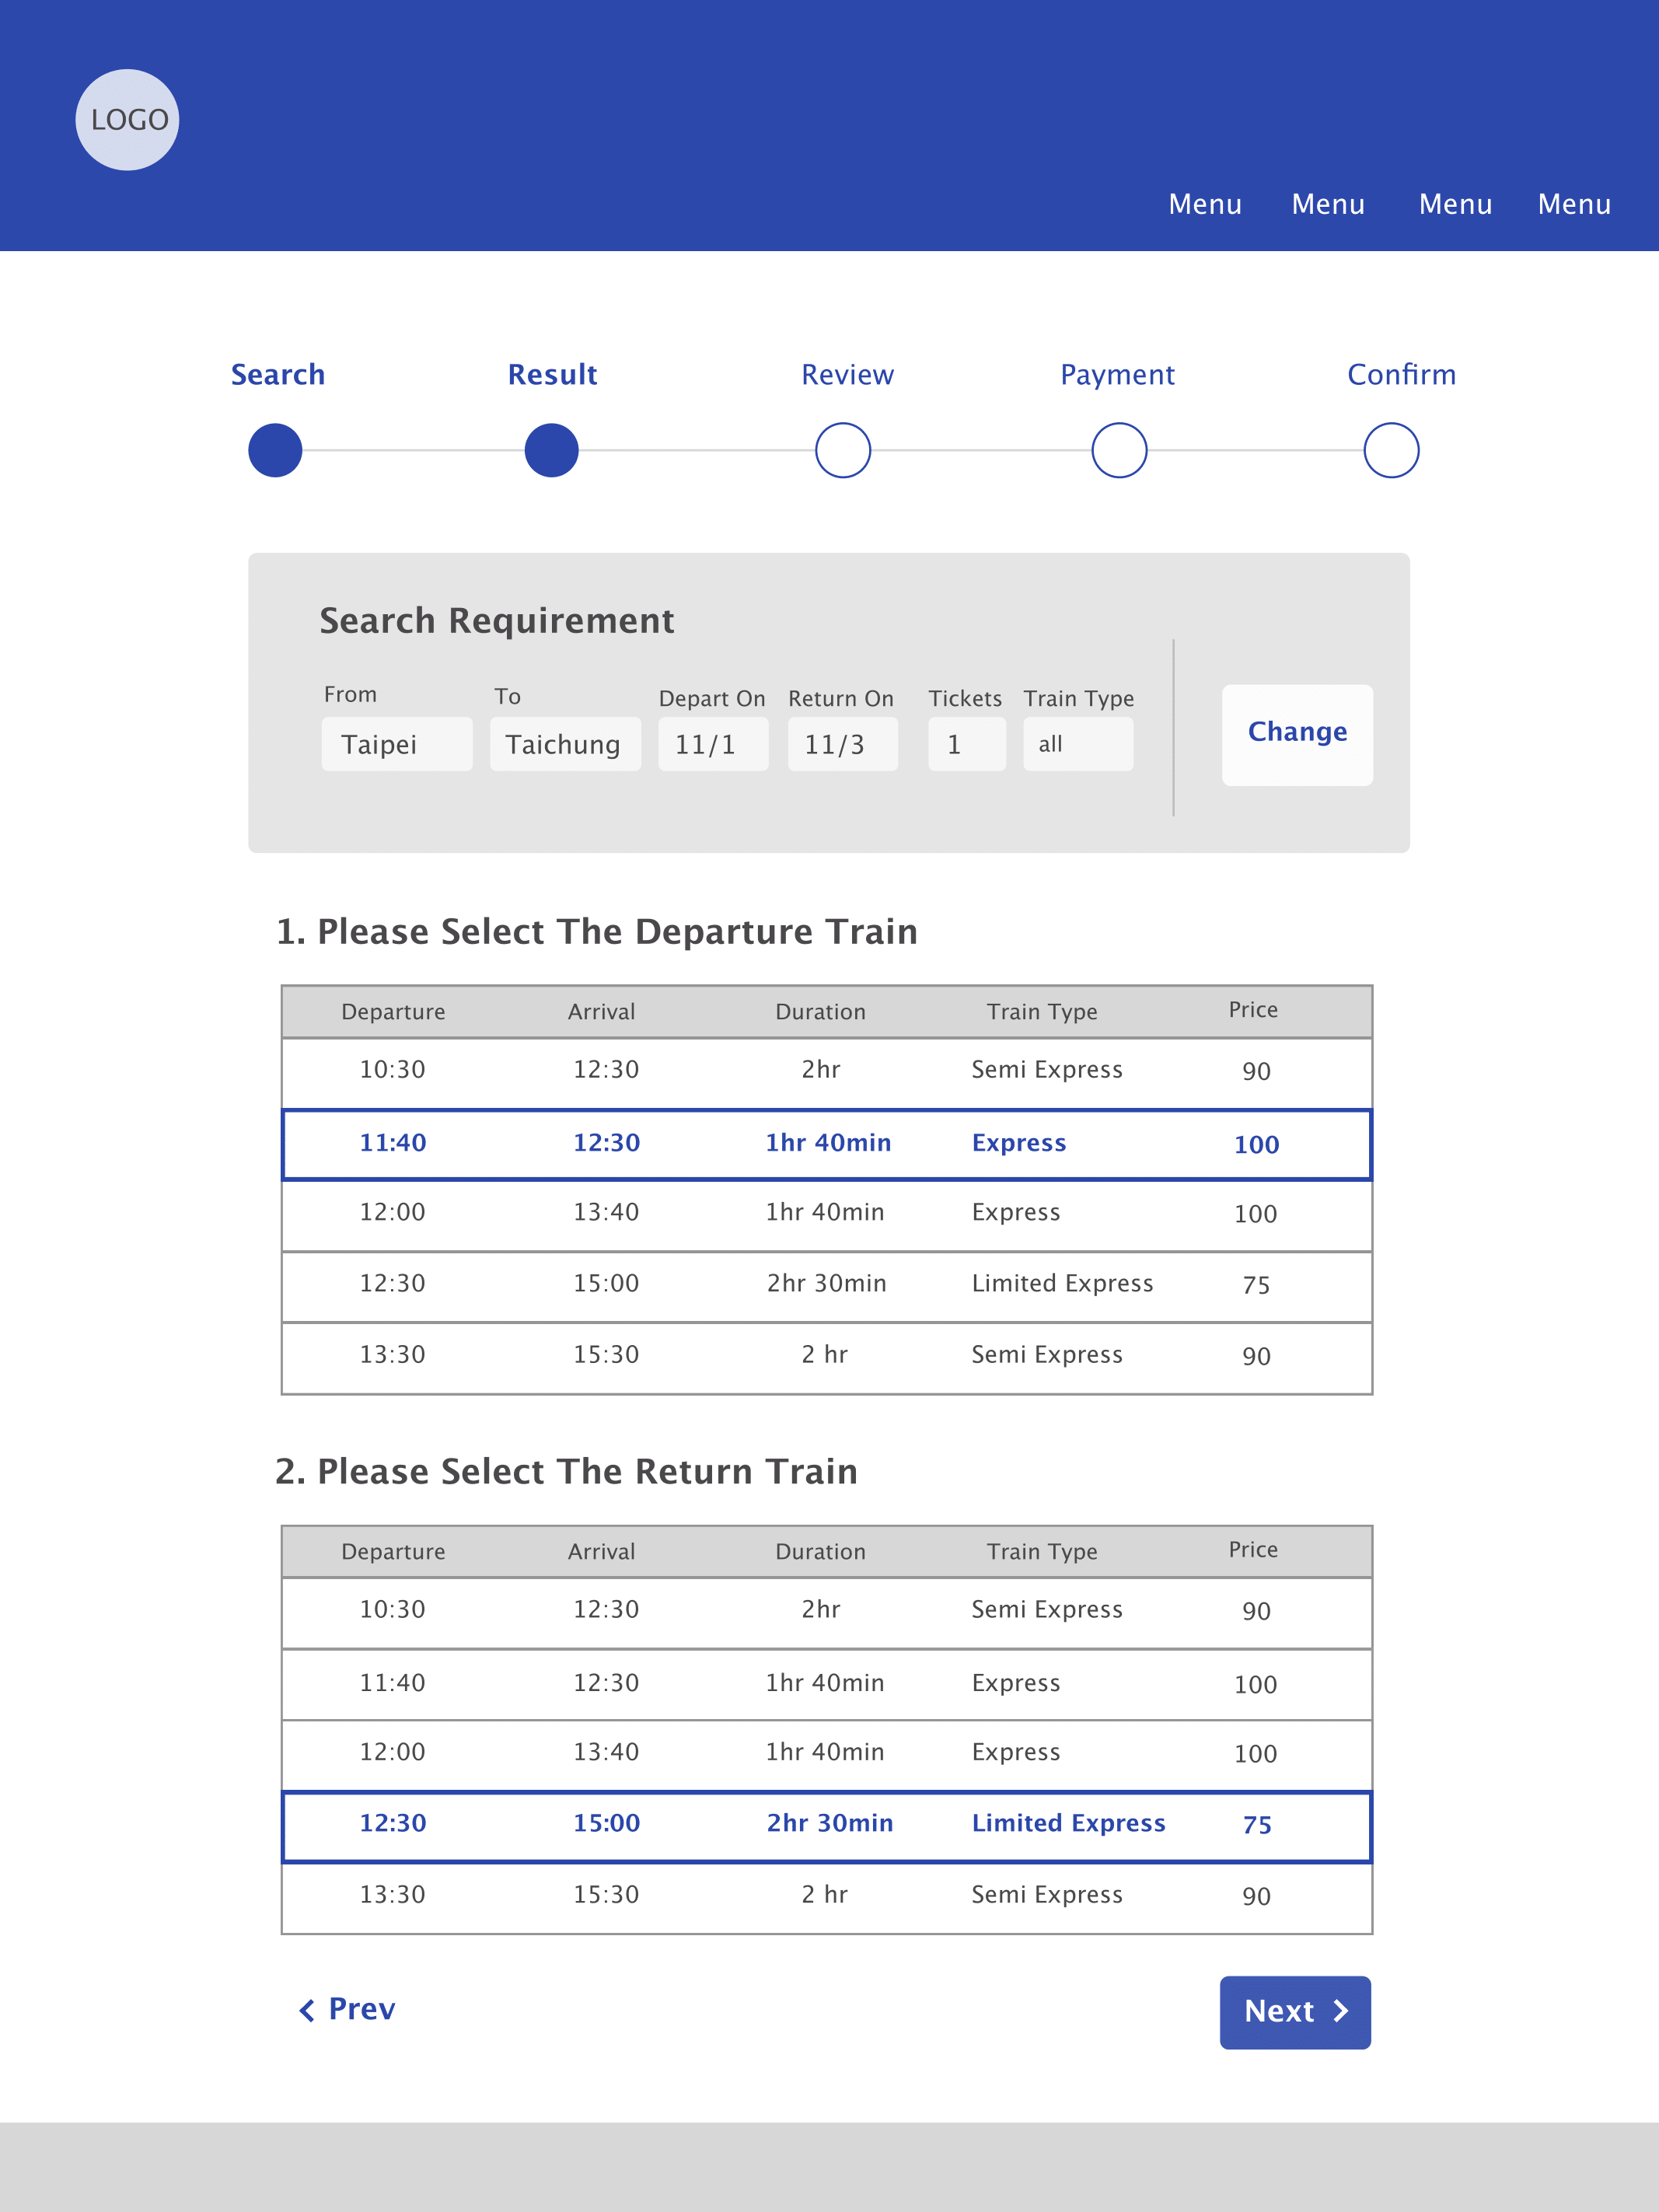 LOGO
Menu Menu Menu Menu
Search Result Review Payment Confirm
Search Requirement
From To Depart On Return On Tickets Train Type
Taipei Taichung 11/1 11/3 1 all
Change
1. Please Select The Departure Train
Departure Arrival Duration Train Type Price
10:30 12:30 2hr Semi Express 90
11:40 12:30 1hr 40min Express 100
12:00 13:40 1hr 40min Express 100
12:30 15:00 2hr 30min Limited Express 75
13:30 15:30 2 hr Semi Express 90
2. Please Select The Return Train
Departure Arrival Duration Train Type Price
10:30 12:30 2hr Semi Express 90
11:40 12:30 1hr 40min Express 100
12:00 13:40 1hr 40min Express 100
12:30 15:00 2hr 30min Limited Express 75
13:30 15:30 2 hr Semi Express 90
Prev Next